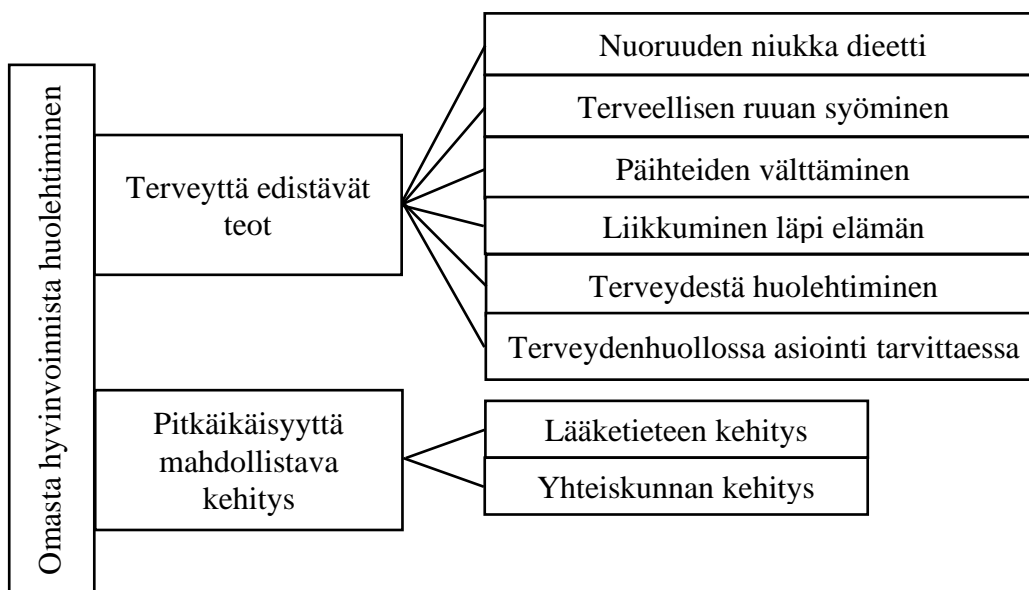 Omasta hyvinvoinnista huolehtiminen
Terveyttä edistävät
teot
Nuoruuden niukka dieetti
Terveellisen ruuan syöminen
Päihteiden välttäminen
Liikkuminen läpi elämän
Terveydestä huolehtiminen
Terveydenhuollossa asiointi tarvittaessa
Pitkäikäisyyttä
mahdollistava
kehitys
Lääketieteen kehitys
Yhteiskunnan kehitys